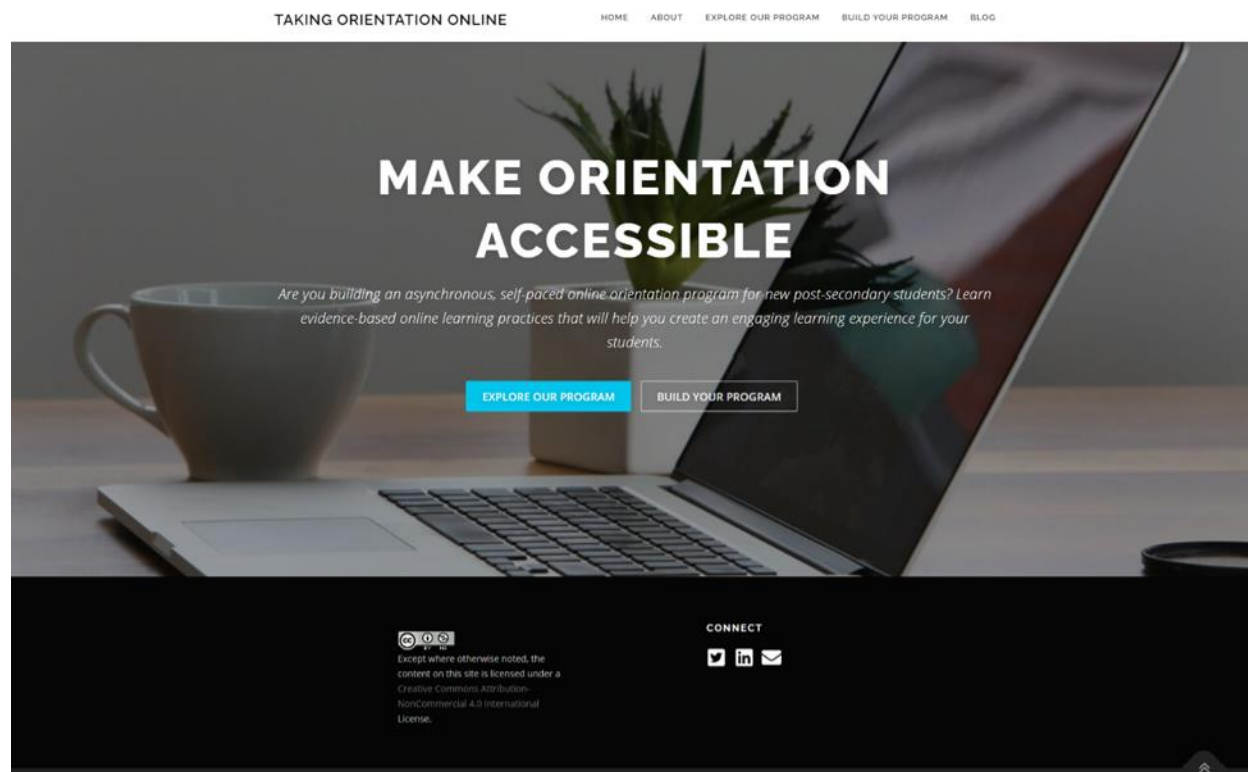 TAKING ORIENTATION ONLINE
HOME ABOUT EXPLORE OUR PROGRAM BUILD YOUR PROGRAM BLOG
MAKE ORIENTATION
ACCESSIBLE
Are you building an asynchronous, self-paced online orientation program for new post-secondary students? Learn
evidence-based online learning practices that will help you create an engaging learning experience for your
students.
EXPLORE OUR PROGRAM BUILD YOUR PROGRAM
CONNECT
cc
BY
Except where otherwise noted, the
content on this site is licensed under a
Creative Commons Attribution-
NonCommercial 4.0 International
License.
in